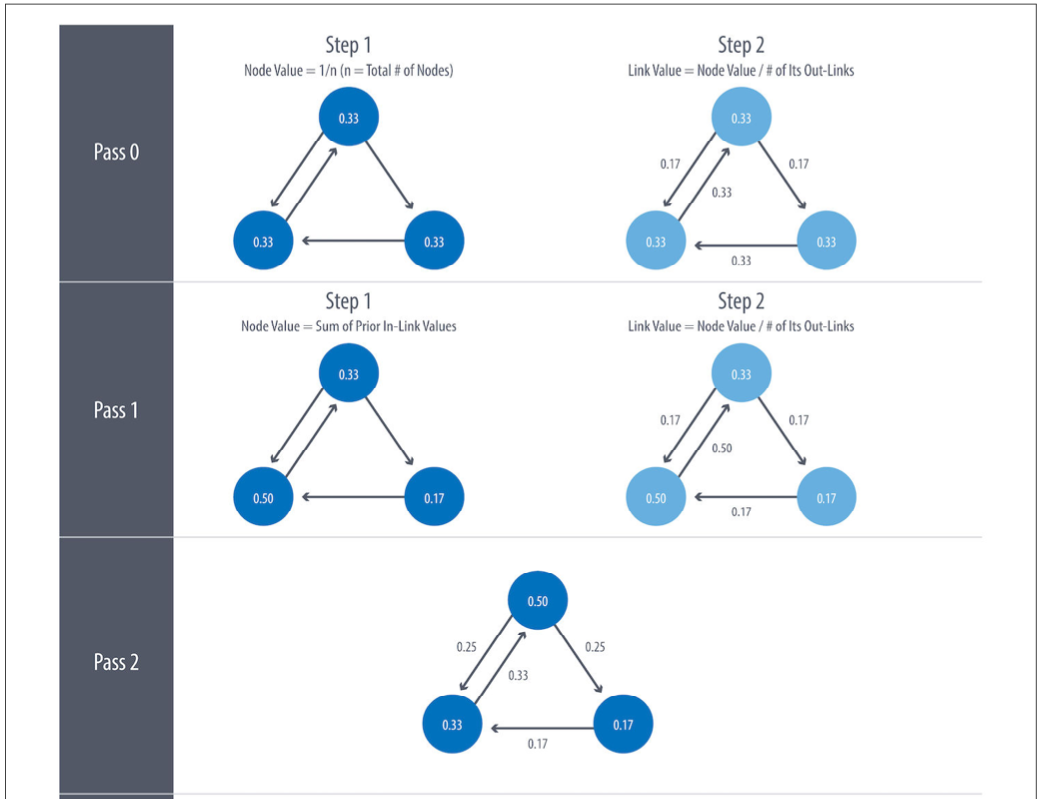 Pass 0
Step 1
Node Value = 1/n (n = Total # of Nodes)
0.33
0.33
0.33
Step 2
Link Value = Node Value / # of Its Out-Links
0.33
0.17
0.17
0.33
0.33
0.33
0.33
Pass 1
Step 1
Node Value = Sum of Prior In-Link Values
0.33
0.50
0.17
Step 2
Link Value = Node Value / # of Its Out-Links
0.33
0.17
0.17
0.50
0.50
0.17
0.17
Pass 2
0.50
0.25
0.25
0.33
0.33
0.17
0.17